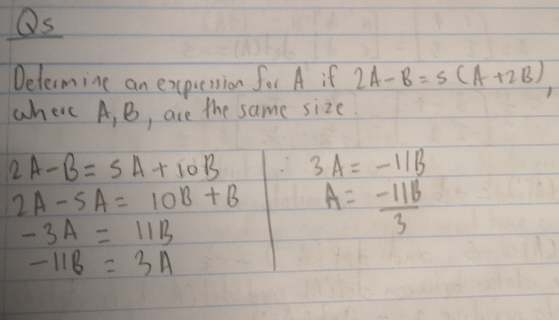 Qs
Determine an expression for A if 2A-B=5(A+2B),
where A,B, are the same size.
2A-B=5A+10B
2A-5A=10B+B
-3A=11B
-11B=3A
3A=-11B
A=-11B
3